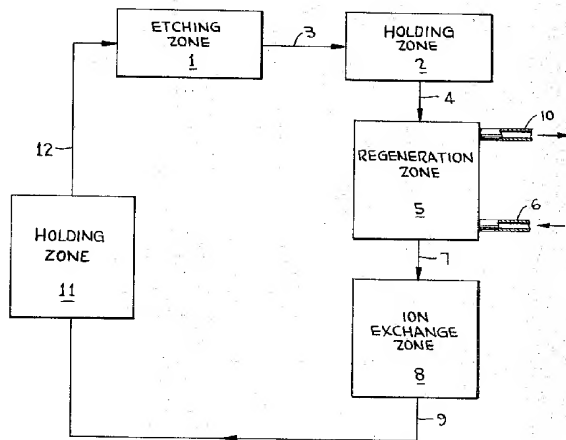 ETCHING
ZONE
1
3
HOLDING
ZONE
2
4
10
REGENERATION
ZONE
5
6
7
12
HOLDING
ZONE
11
ION
EXCHANGE
ZONE
8
9